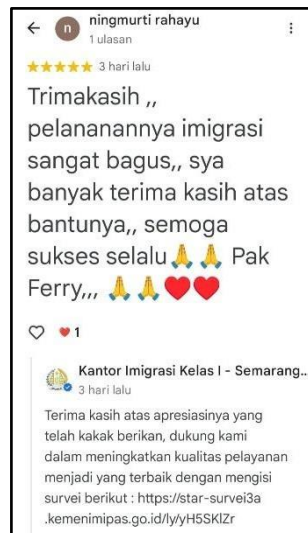 ningmurti rahayu
n
1 ulasan
3 hari lalu
Trimakasih ,,
pelananannya imigrasi
sangat bagus,, sya
banyak terima kasih atas
bantunya,, semoga
sukses selalu🙏 🙏 Pak
Ferry,,, 🙏 🙏❤️❤️
❤️ 1
Kantor Imigrasi Kelas I - Semarang...
3 hari lalu
Terima kasih atas apresiasinya yang
telah kakak berikan, dukung kami
dalam meningkatkan kualitas pelayanan
menjadi yang terbaik dengan mengisi
survei berikut : https://star-survei3a
.kemenimipas.go.id/ly/yH5SKlZr